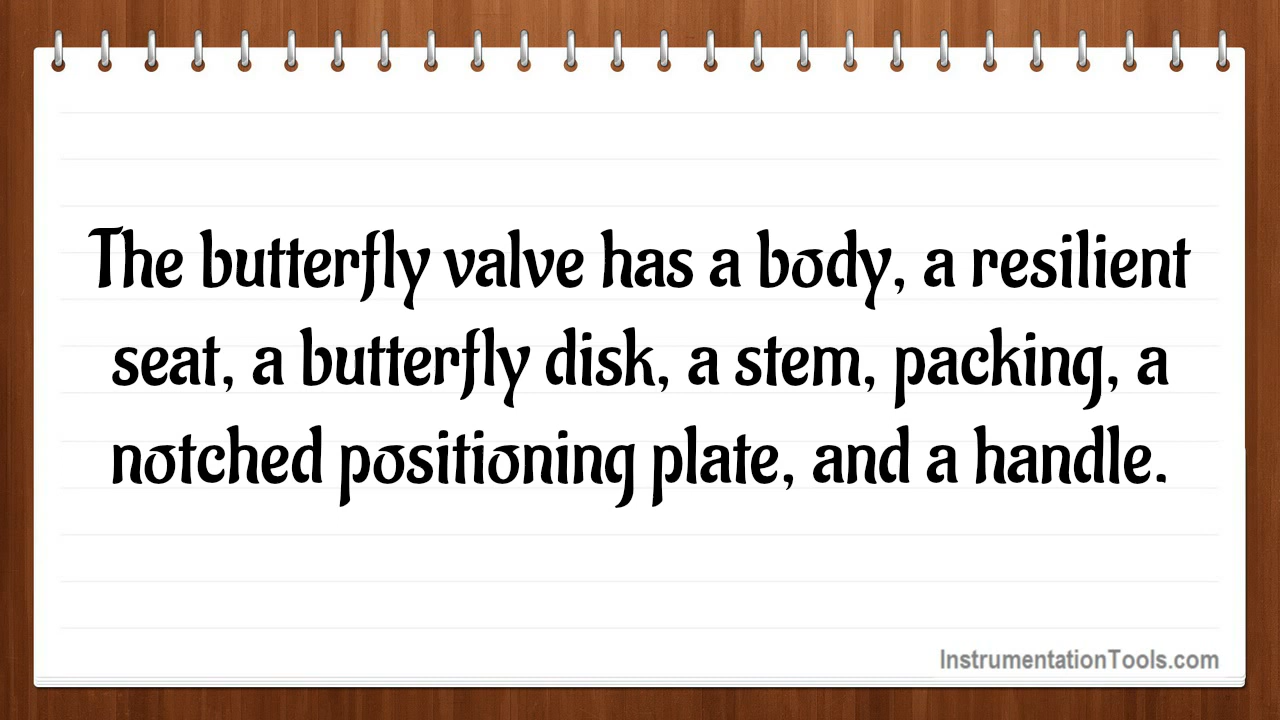 The butterfly valve has a body, a resilient
seat, a butterfly disk, a stem, packing, a
notched positioning plate, and a handle.
InstrumentationTools.com